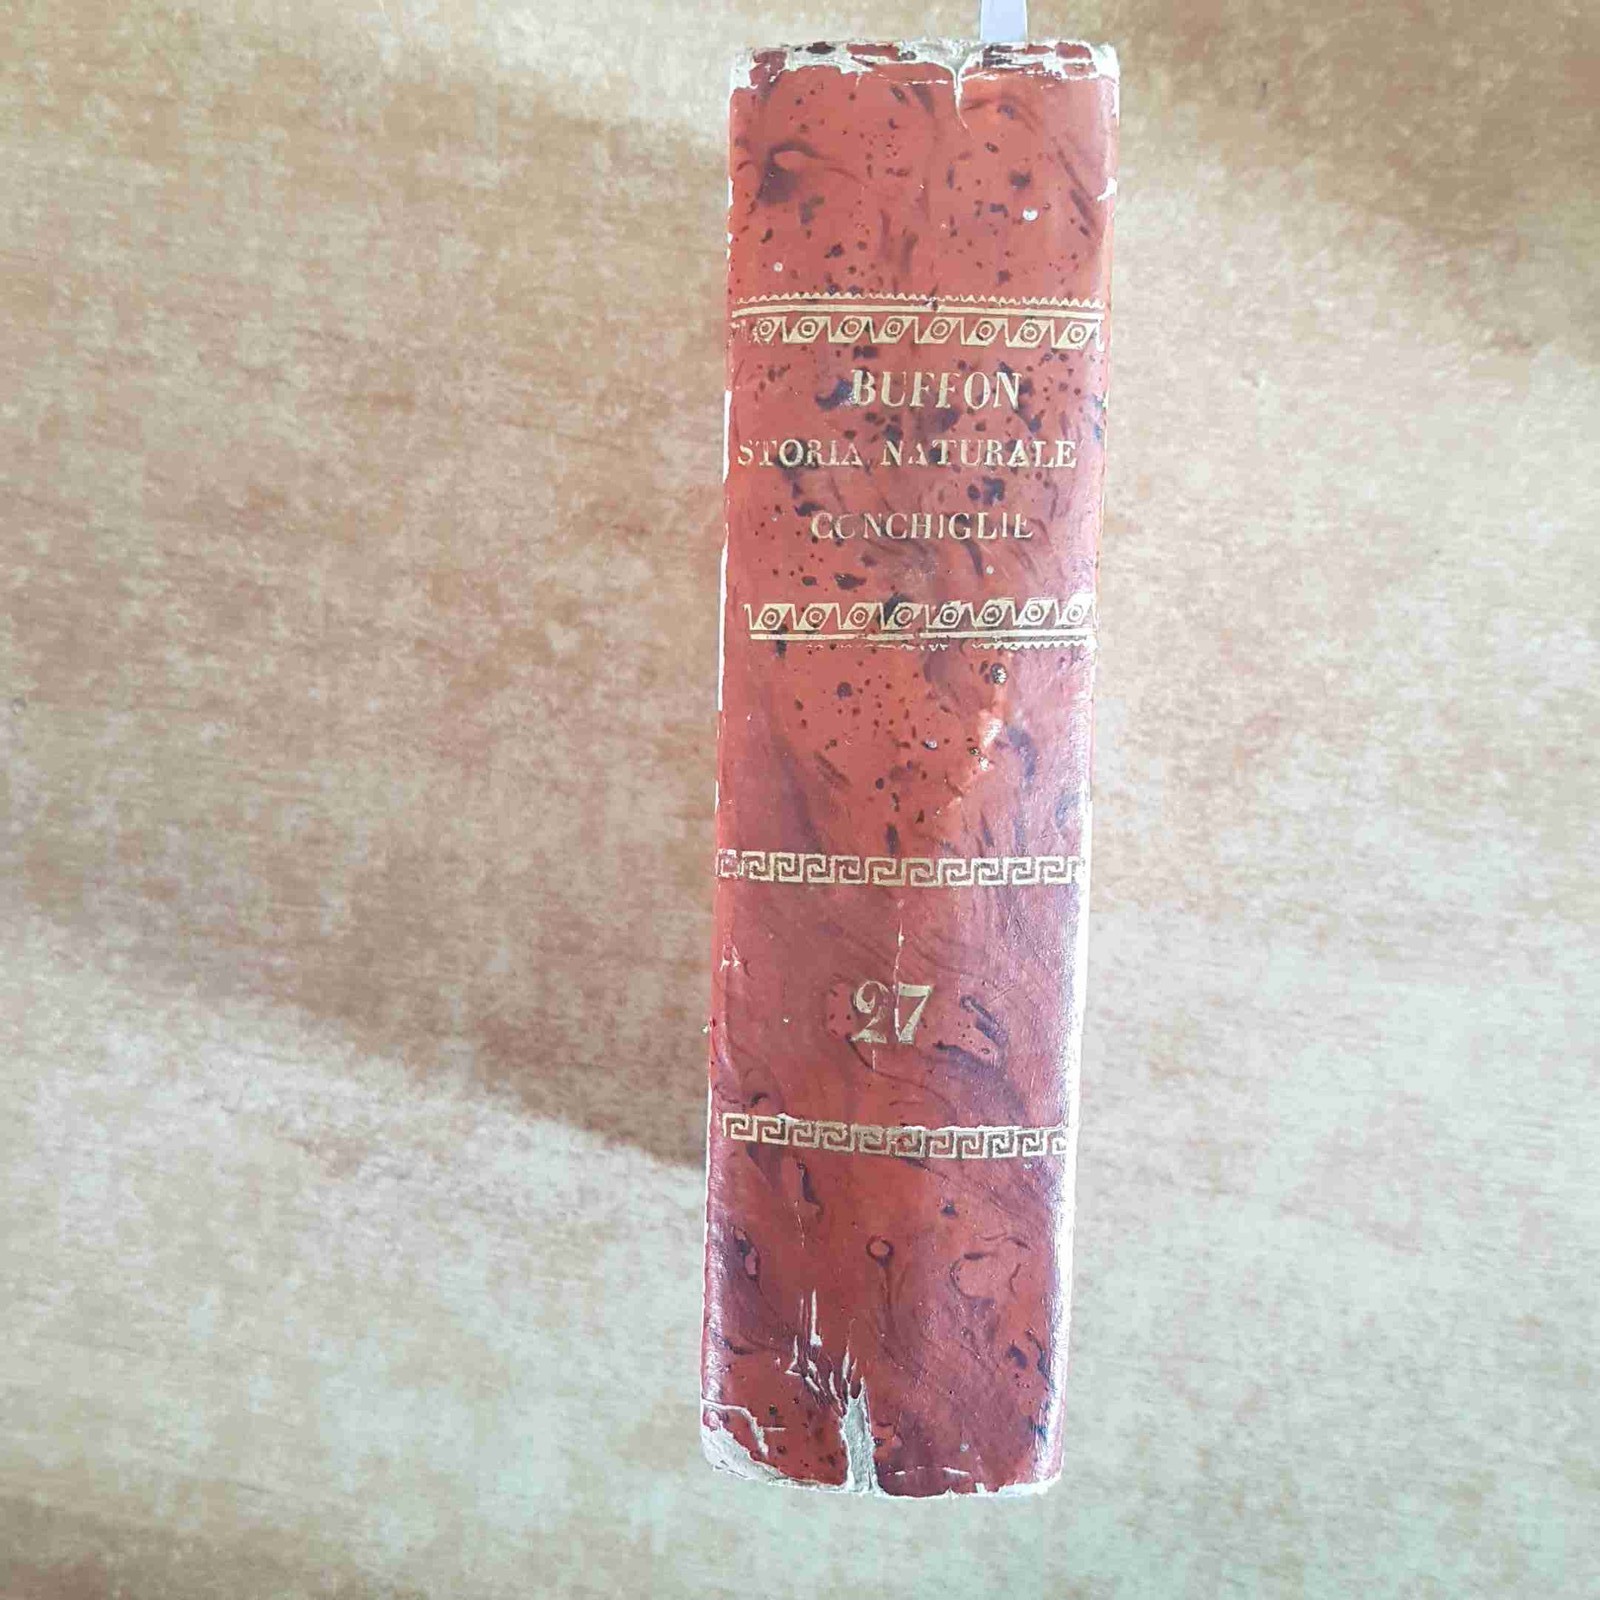 BUFFON
STORIA NATURALE
CONCHIGLIE
27